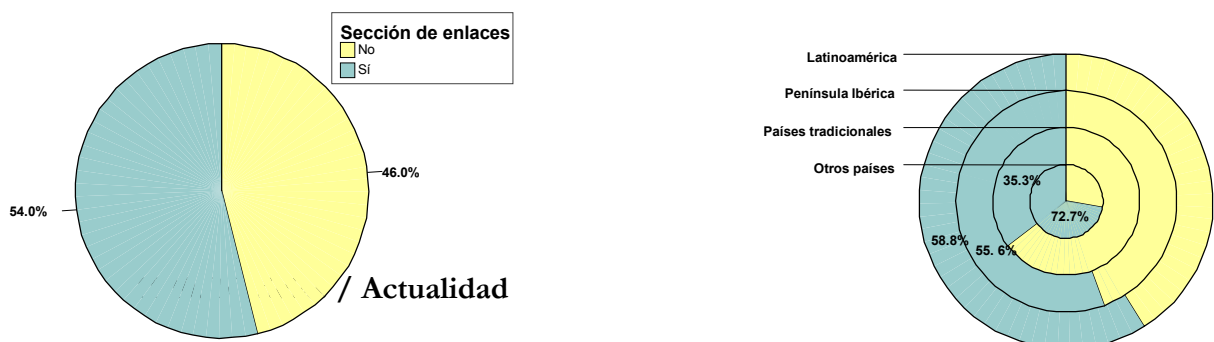 Sección de enlaces
No
Sí
46.0%
54.0%
/ Actualidad
Latinoamérica
Península Ibérica
Países tradicionales
Otros países
35.3%
72.7%
58.8%
55. 6%